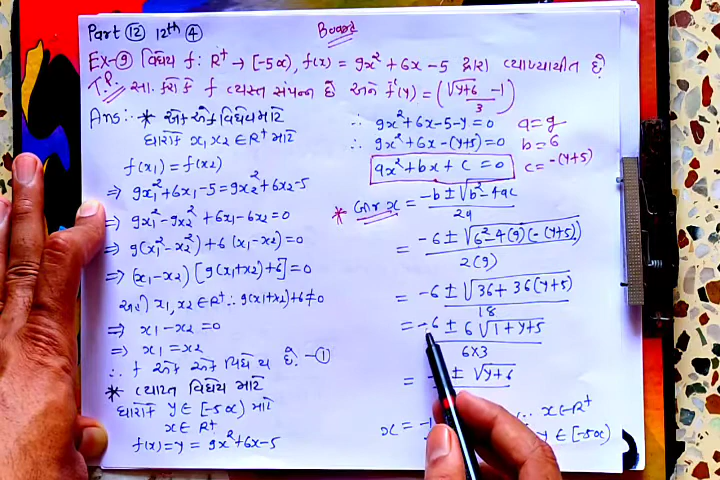 Part ⑫ 12th ④
Board
Ex-⑨ વિધેય f: R⁺ → [-5 ∝), f(x) = 9x² + 6x - 5 દ્વારા વ્યાખ્યાયીત છે
T.P. સા. કરો કે f વ્યસ્ત સંપન્ન છે અને f⁻¹(y) = (√y+6 - 1 / 3)
Ans:- * એક એક વિધેય માટે
ધારોકે x₁, x₂ ∈ R⁺ માટે
f(x₁) = f(x₂)
⇒ 9x₁² + 6x₁ - 5 = 9x₂² + 6x₂ - 5
⇒ 9x₁² - 9x₂² + 6x₁ - 6x₂ = 0
⇒ 9(x₁² - x₂²) + 6(x₁ - x₂) = 0
⇒ (x₁ - x₂) [9(x₁ + x₂) + 6] = 0
x₁, x₂ ∈ R⁺ ∴ 9(x₁ + x₂) + 6 ≠ 0
⇒ x₁ - x₂ = 0
⇒ x₁ = x₂
∴ f એક એક વિધેય છે. -①
* વ્યાપ્ત વિધેય માટે
ધારોકે y ∈ [-5 ∝) માટે
x ∈ R⁺
f(x) = y = 9x² + 6x - 5
∴ 9x² + 6x - 5 - y = 0 a = 9
∴ 9x² + 6x - (y+5) = 0 b = 6
ax² + bx + c = 0 c = -(y+5)
* x = -b ± √b² - 4ac / 2a
= -6 ± √6² - 4(9)(-(y+5)) / 2(9)
= -6 ± √36 + 36(y+5) / 18
= -6 ± 6√1 + y + 5 / 6×3
= ± √y+6
x = -1 ∵ x ∈ R⁺
y ∈ [-5 ∝)